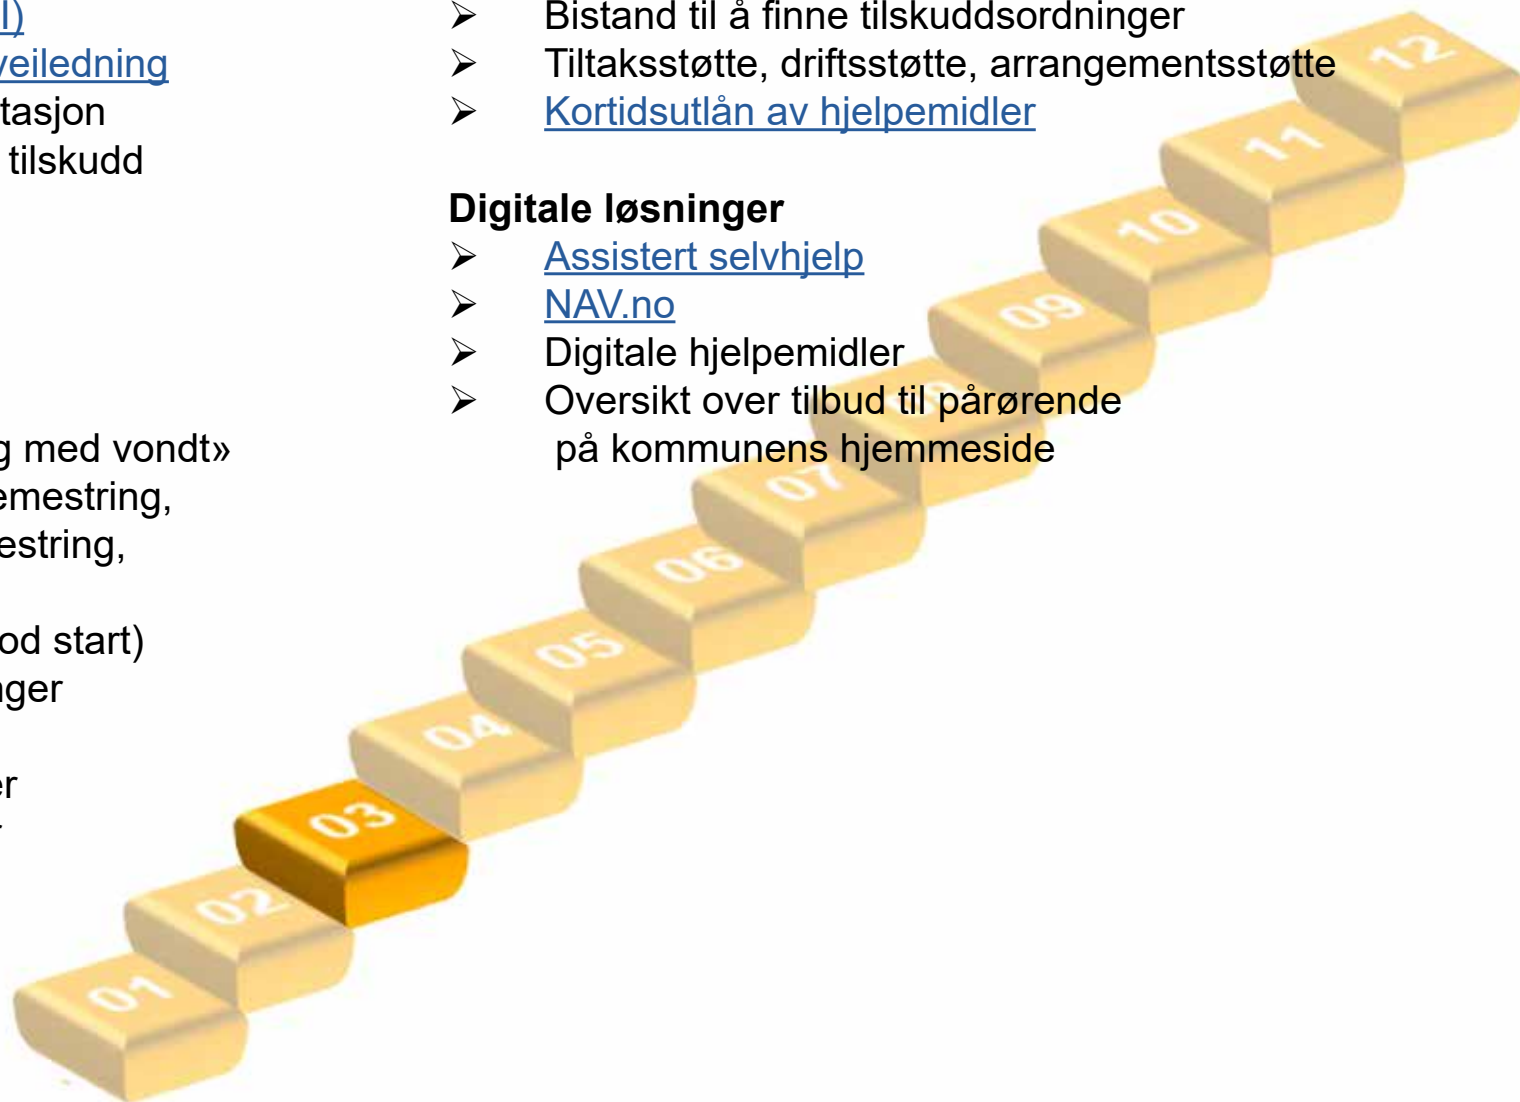 l)
veiledning
tasjon
tilskudd
g med vondt»
emestring,
estring,
od start)
nger
er
➢ Bistand til å finne tilskuddsordninger
➢ Tiltaksstøtte, driftsstøtte, arrangementsstøtte
➢ Kortidsutlån av hjelpemidler
Digitale løsninger
➢ Assistert selvhjelp
➢ NAV.no
➢ Digitale hjelpemidler
➢ Oversikt over tilbud til pårørende
på kommunens hjemmeside
12
11
10
09
07
06
05
04
03
02
01